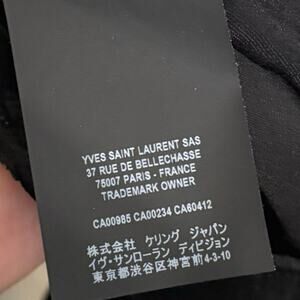 YVES SAINT LAURENT SAS
37 RUE DE BELLECHASSE
75007 PARIS - FRANCE
TRADEMARK OWNER
CA00985 CA00234 CA60412
株式会社 ケリング ジャパン
イヴ・サンローラン ディビジョン
東京都渋谷区神宮前4-3-10